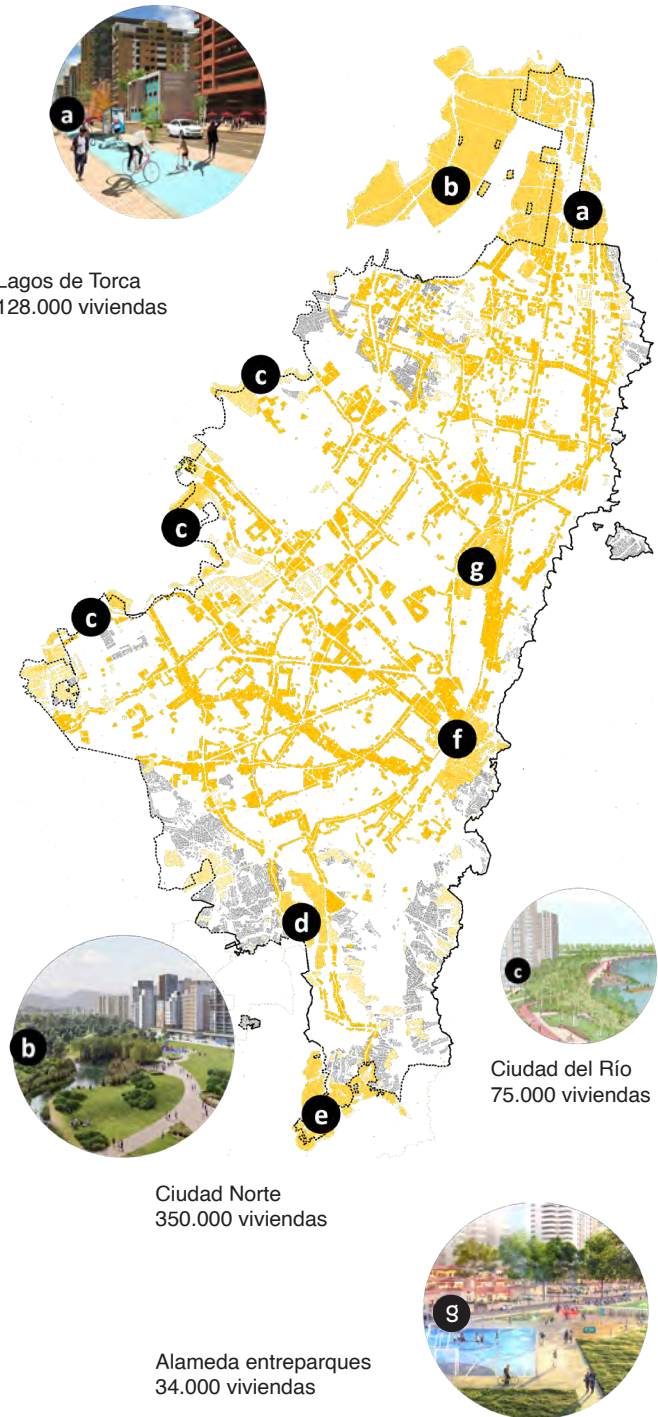 a
b
a
Lagos de Torca
128.000 viviendas
c
c
g
c
f
d
c
b
Ciudad del Río
75.000 viviendas
e
Ciudad Norte
350.000 viviendas
g
Alameda entreparques
34.000 viviendas